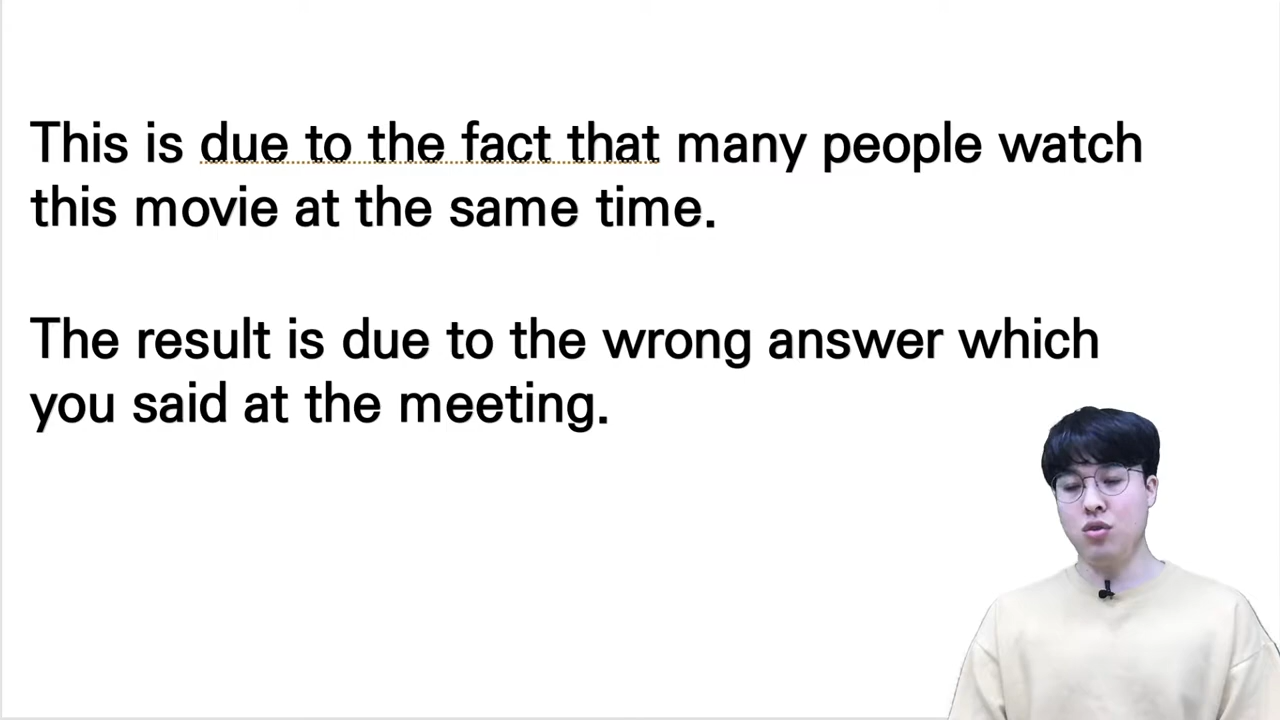 This is due to the fact that many people watch
this movie at the same time.
The result is due to the wrong answer which
you said at the meeting.